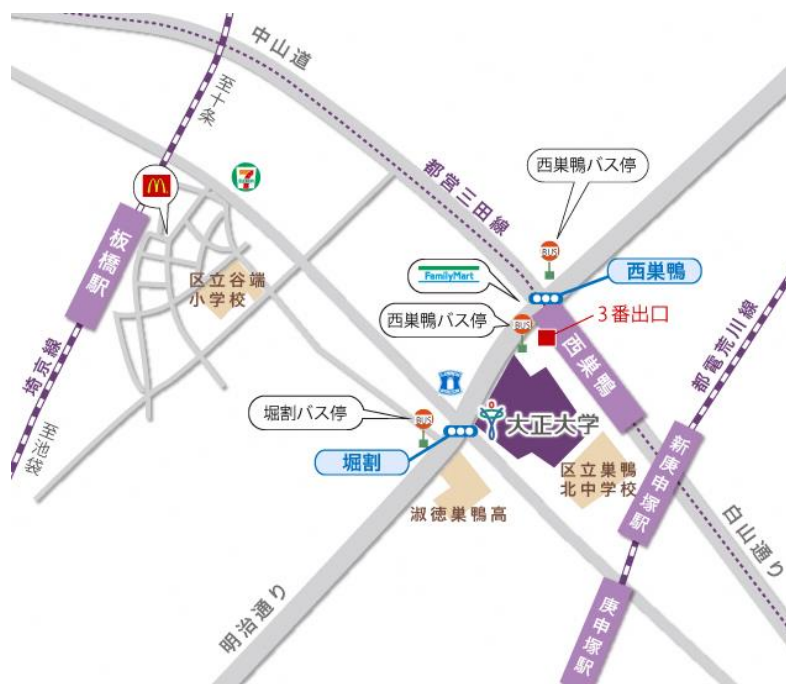 中山道
至十条
都営三田線
西巣鴨バス停
BUS
板橋駅
区立谷端
小学校
FamilyMart
西巣鴨
西巣鴨バス停
BUS
3番出口
西巣鴨
都電荒川線
埼京線
至池袋
堀割バス停
BUS
大正大学
堀割
区立巣鴨
北中学校
新庚申塚駅
淑徳巣鴨高
白山通り
明治通り
庚申塚駅